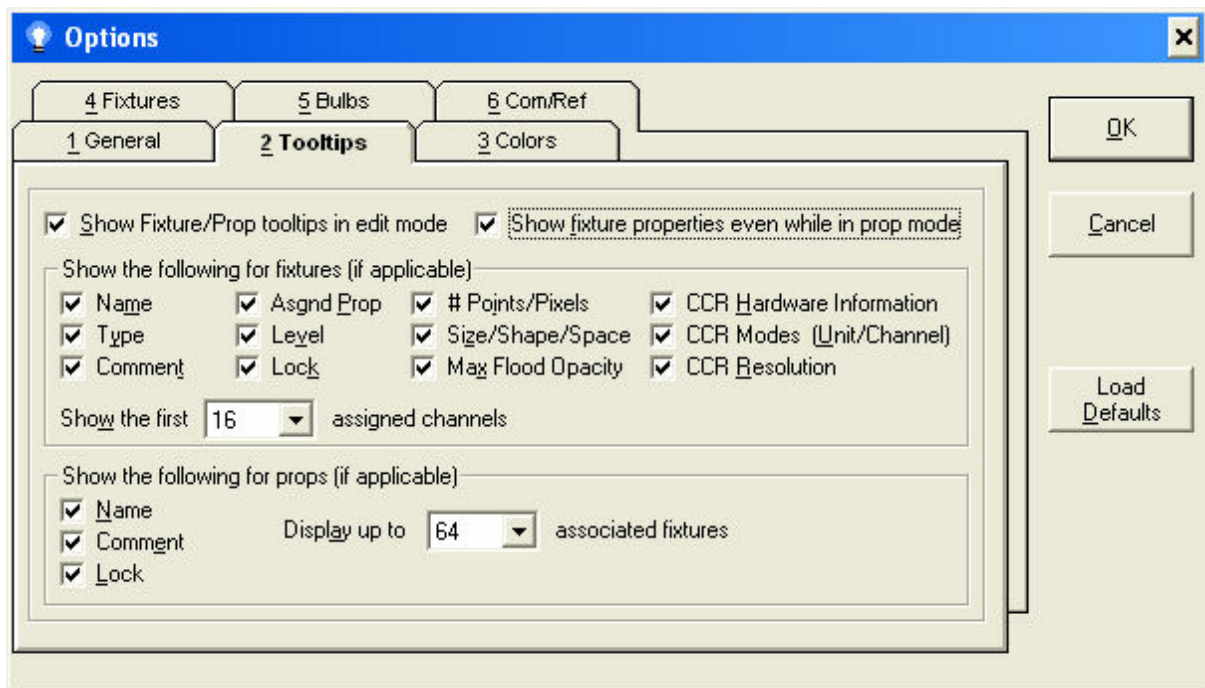 Options
4 Fixtures 5 Bulbs 6 Com/Ref
1 General 2 Tooltips 3 Colors
OK
Cancel
Load
Defaults
Show Fixture/Prop tooltips in edit mode Show fixture properties even while in prop mode
Show the following for fixtures (if applicable)
Name Asgnd Prop # Points/Pixels CCR Hardware Information
Type Level Size/Shape/Space CCR Modes (Unit/Channel)
Comment Lock Max Flood Opacity CCR Resolution
Show the first 16 assigned channels
Show the following for props (if applicable)
Name
Comment
Lock
Display up to 64 associated fixtures